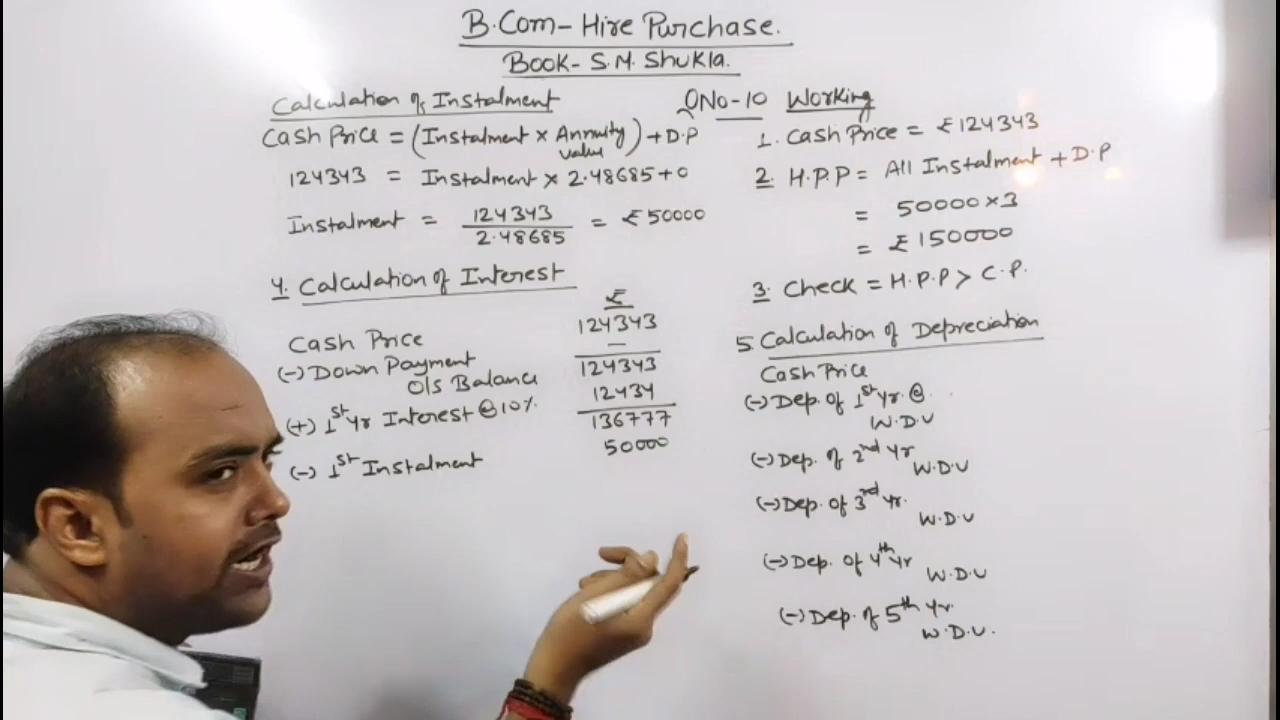 B.Com- Hire Purchase.
Book- S.M. Shukla.
Calculation of Instalment
Cash Price = (Instalment × Annuity value) + D.P
124343 = Instalment × 2.48685 + 0
Instalment = 124343 / 2.48685 = ₹50000
QNo-10 Working
1. Cash Price = ₹124343
2. H.P.P = All Instalment + D.P
= 50000 × 3
= ₹150000
3. Check = H.P.P > C.P.
4. Calculation of Interest
₹
Cash Price 124343
(-) Down Payment —
O/S Balance 124343
(+) 1st Yr Interest @ 10% 12434
136777
(-) 1st Instalment 50000
5. Calculation of Depreciation
Cash Price
(-) Dep. of 1st Yr. @
W.D.V
(-) Dep. of 2nd Yr
W.D.V
(-) Dep. of 3rd Yr.
W.D.V
(-) Dep. of 4th Yr
W.D.V
(-) Dep. of 5th Yr.
W.D.V.